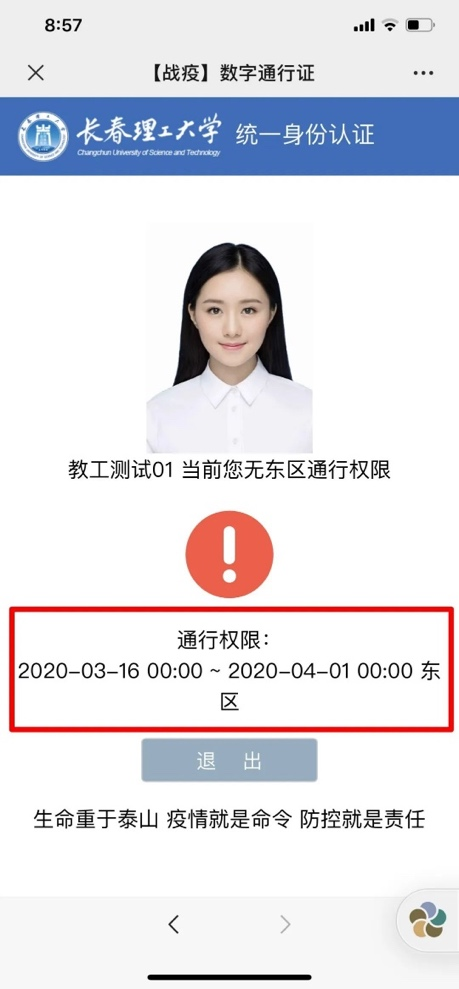 8:57
【战疫】数字通行证
长春理工大学 统一身份认证
Changchun University of Science and Technology
教工测试01 当前您无东区通行权限
通行权限：
2020-03-16 00:00 ~ 2020-04-01 00:00 东
区
退 出
生命重于泰山 疫情就是命令 防控就是责任